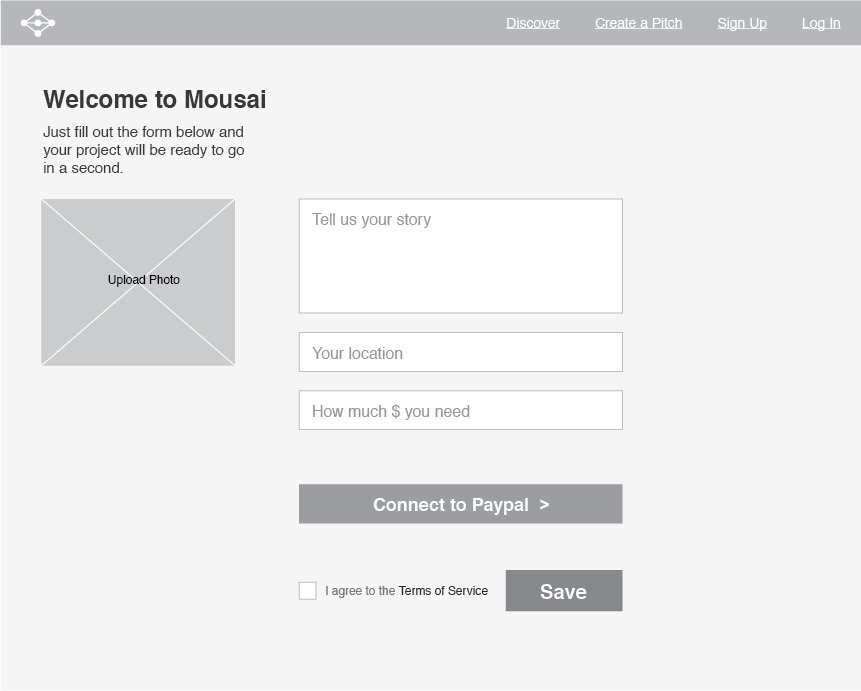 Discover Create a Pitch Sign Up Log In
Welcome to Mousai
Just fill out the form below and
your project will be ready to go
in a second.
Upload Photo
Tell us your story
Your location
How much $ you need
Connect to Paypal >
I agree to the Terms of Service
Save